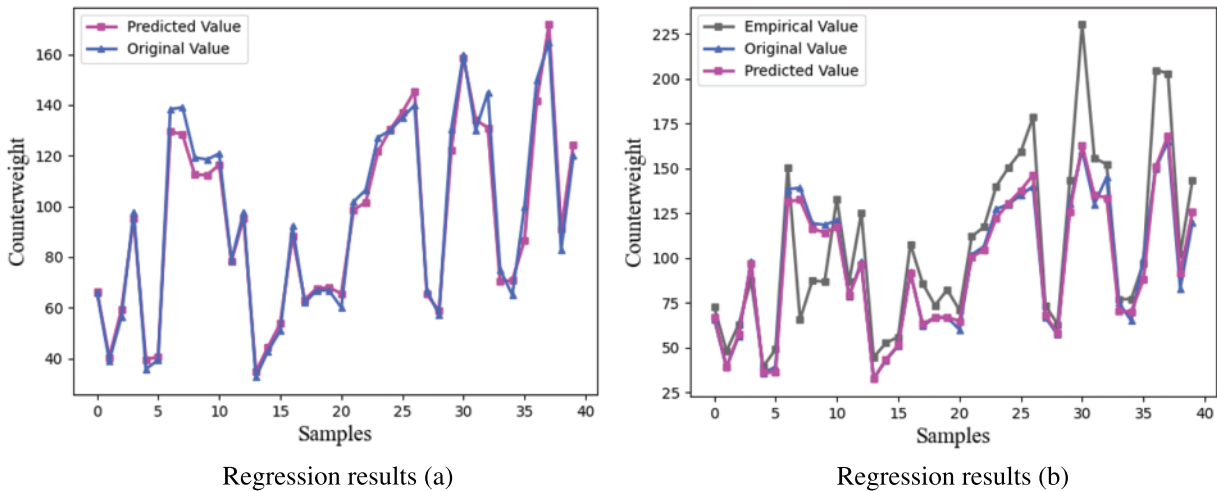 Predicted Value
Original Value
Counterweight
160
140
120
100
80
60
40
0 5 10 15 20 25 30 35 40
Samples
Regression results (a)
Empirical Value
Original Value
Predicted Value
Counterweight
225
200
175
150
125
100
75
50
25
0 5 10 15 20 25 30 35 40
Samples
Regression results (b)